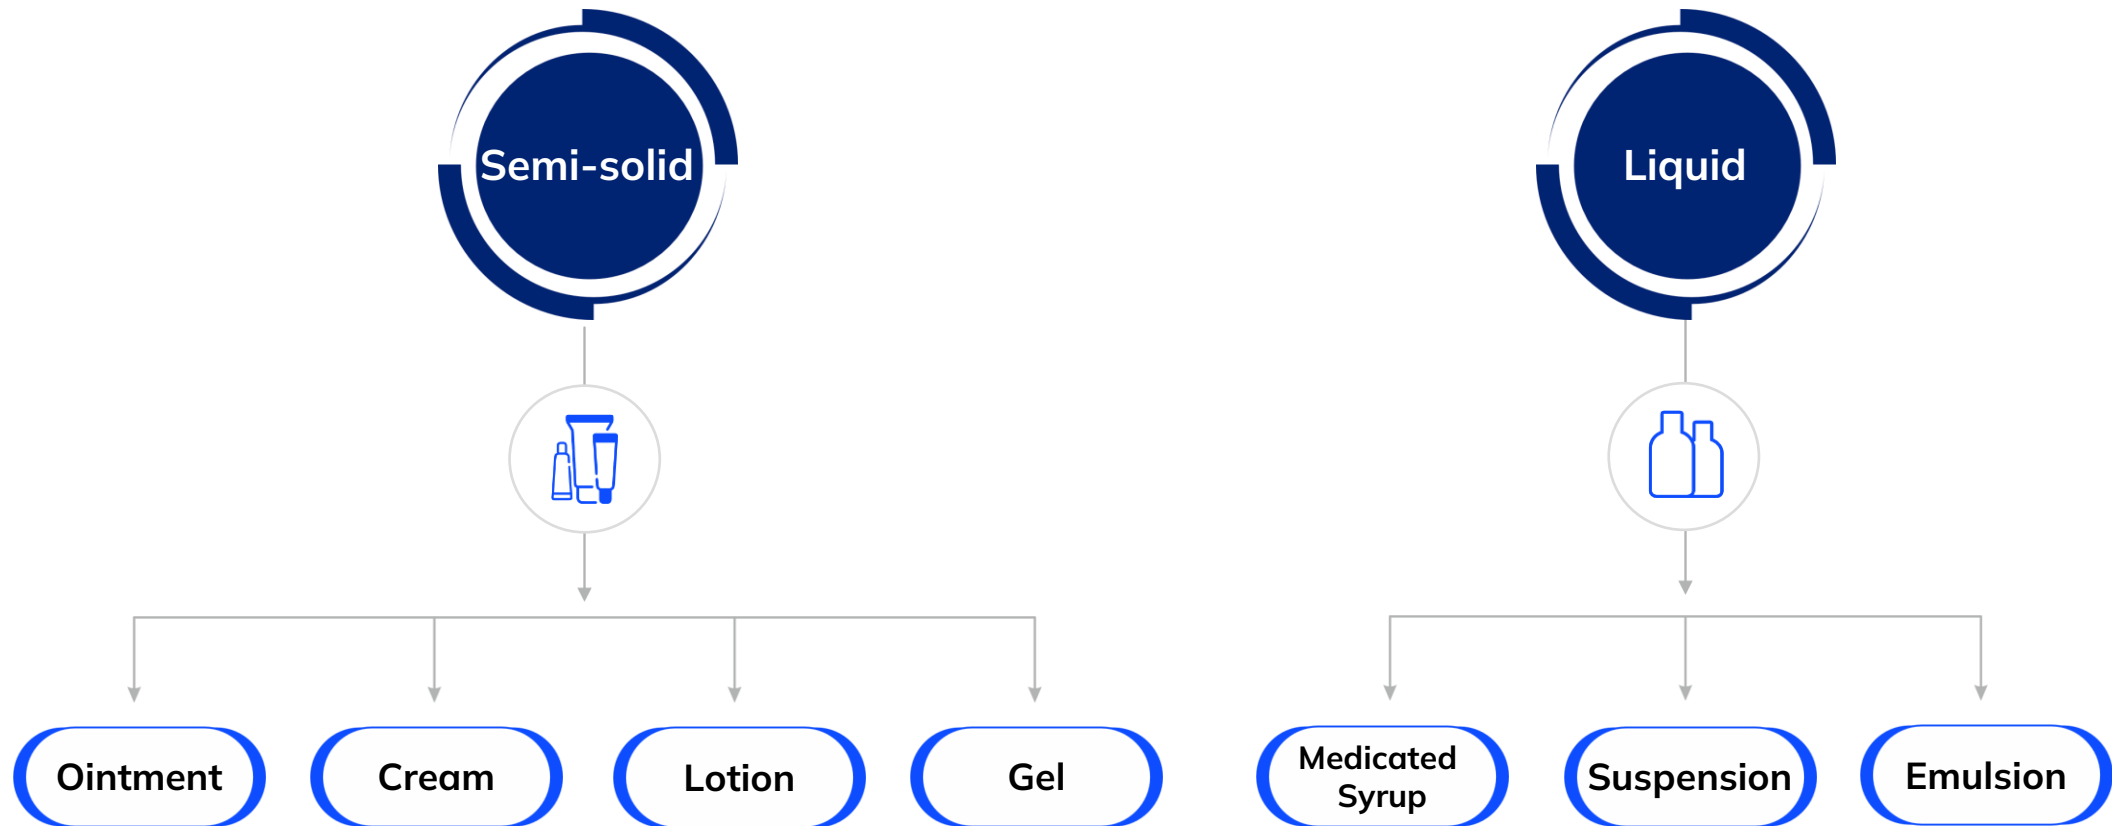 Semi-solid
Liquid
Ointment
Cream
Lotion
Gel
Medicated
Syrup
Suspension
Emulsion